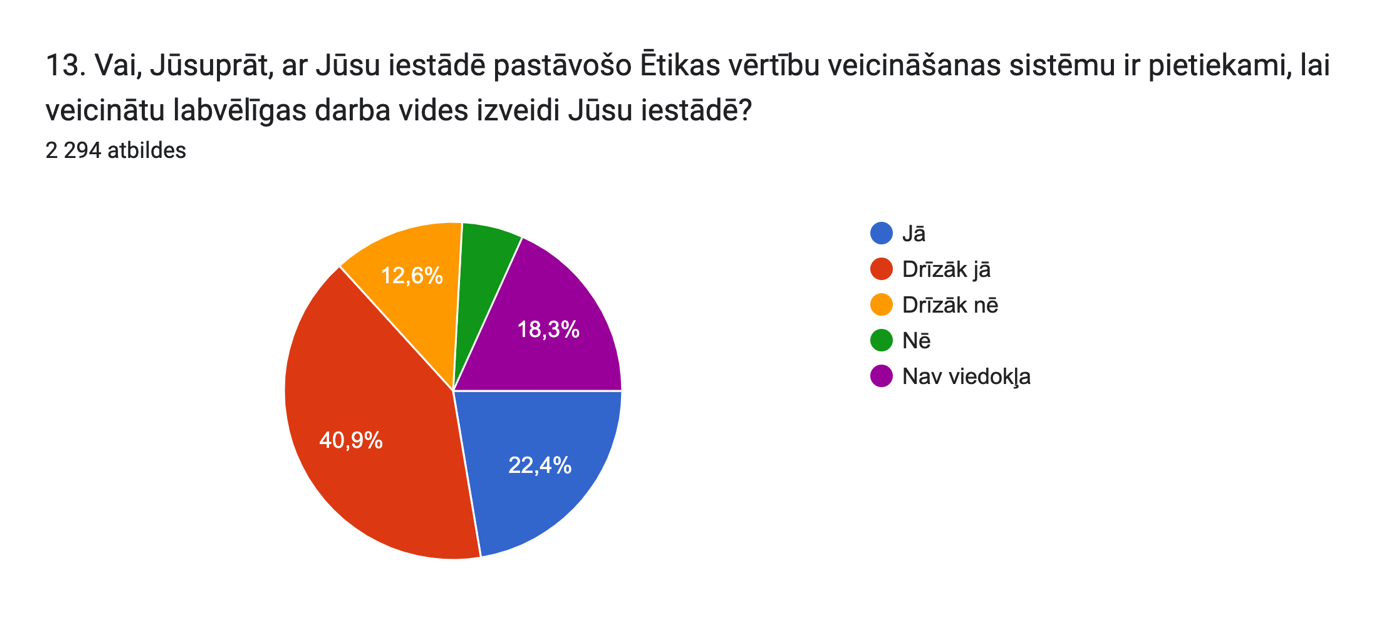 13. Vai, Jūsuprāt, ar Jūsu iestādē pastāvošo Ētikas vērtību veicināšanas sistēmu ir pietiekami, lai
veicinātu labvēlīgas darba vides izveidi Jūsu iestādē?
2 294 atbildes
Jā
Drīzāk jā
Drīzāk nē
Nē
Nav viedokļa
12,6%
18,3%
40,9%
22,4%